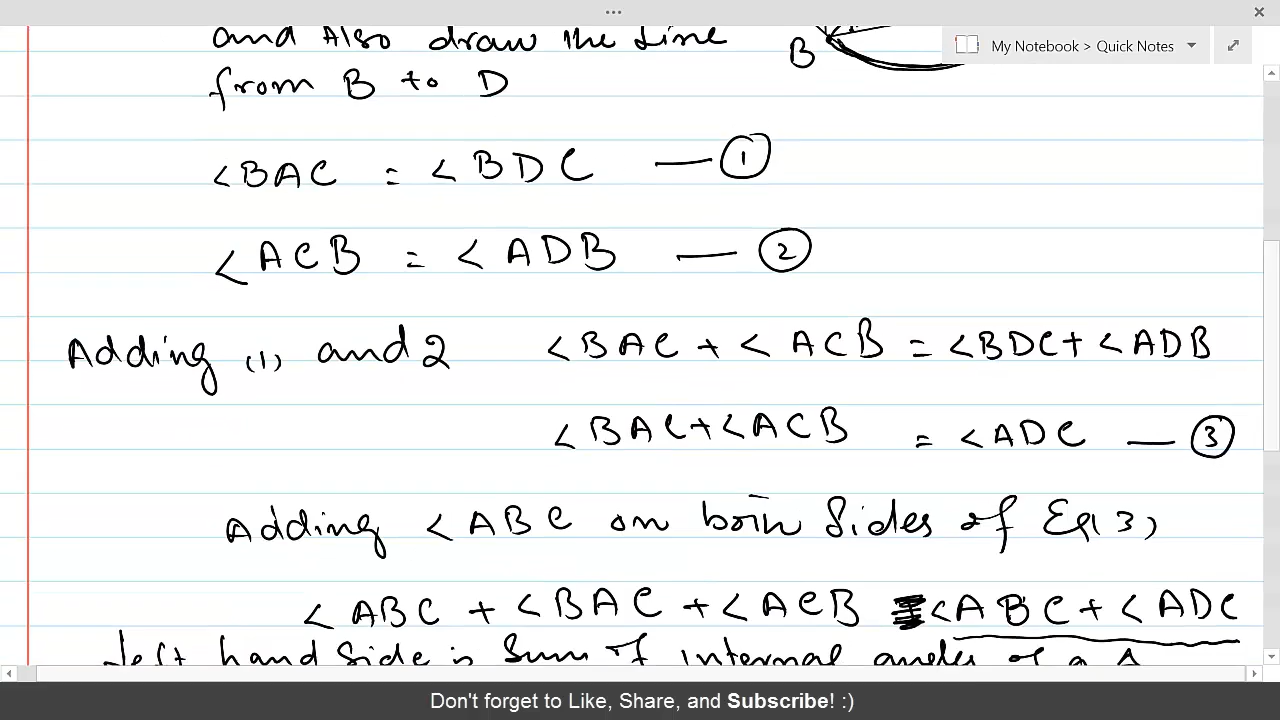 ...
×
My Notebook > Quick Notes
and Also draw the line
from B to D
B
<BAC = <BDC — ①
<ACB = <ADB — ②
Adding (1) and 2 <BAC + <ACB = <BDC + <ADB
<BAC + <ACB = <ADC — ③
Adding <ABC on both Sides of Eq 3,
<ABC + <BAC + <ACB = <ABC + <ADC
left hand Side is Sum of internal angles of a Δ
Don't forget to Like, Share, and Subscribe! :)